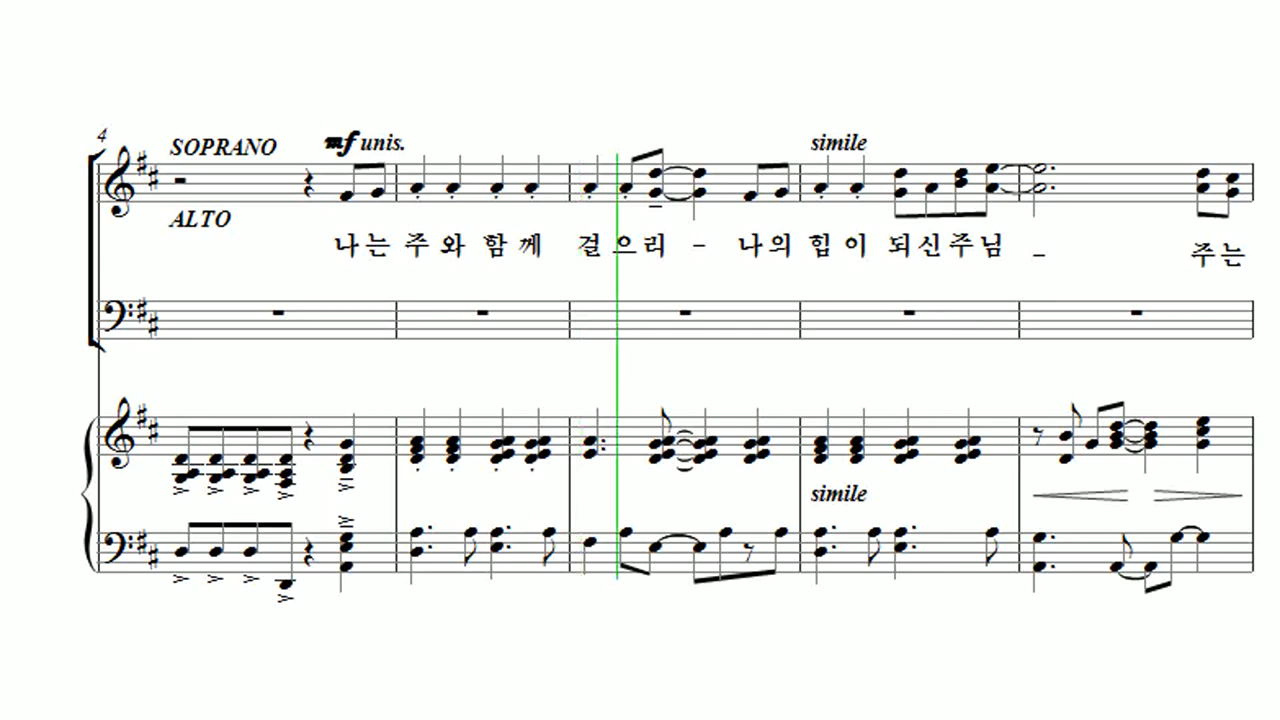 4
SOPRANO
mf unis.
simile
ALTO
나는 주 와 함 께 걸 으리 - 나의 힘 이 되신주님 - 주는
simile